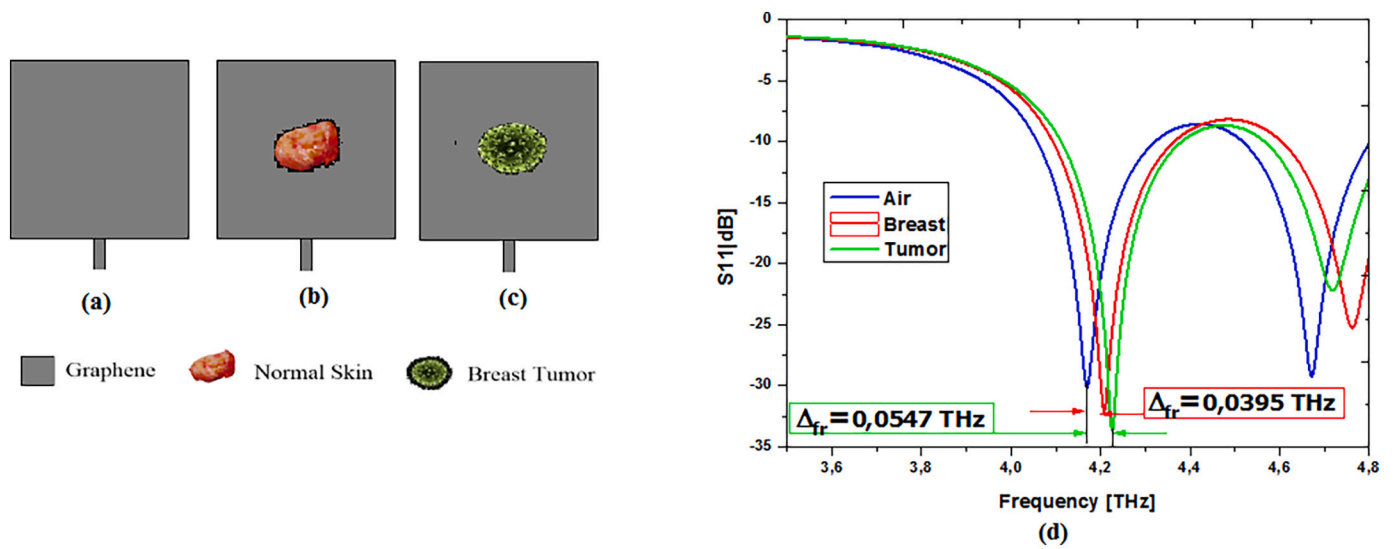 (a)
(b)
(c)
Graphene
Normal Skin
Breast Tumor
0
-5
-10
-15
-20
-25
-30
-35
S11|dB]
Air
Breast
Tumor
Δfr=0,0547 THz
Δfr=0,0395 THz
3,6
3,8
4,0
4,2
4,4
4,6
4,8
Frequency [THz]
(d)